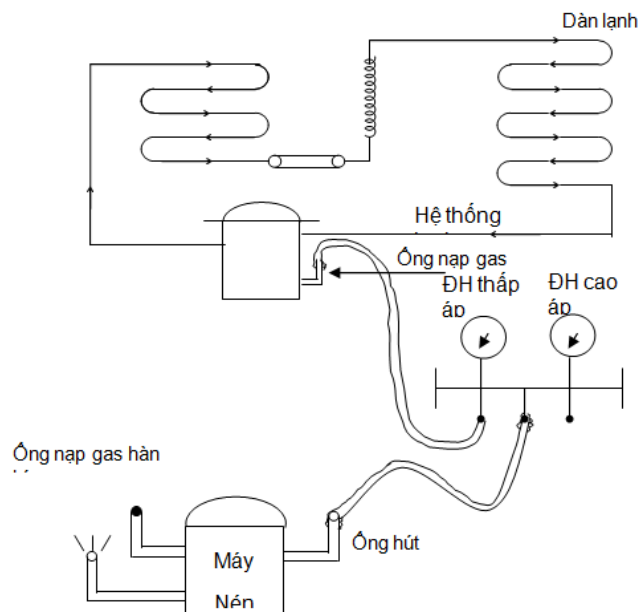 Dàn lạnh
Hệ thống
Ống nạp gas
ĐH thấp
áp
ĐH cao
áp
Ống nạp gas hàn
Ống hút
Máy
Nén